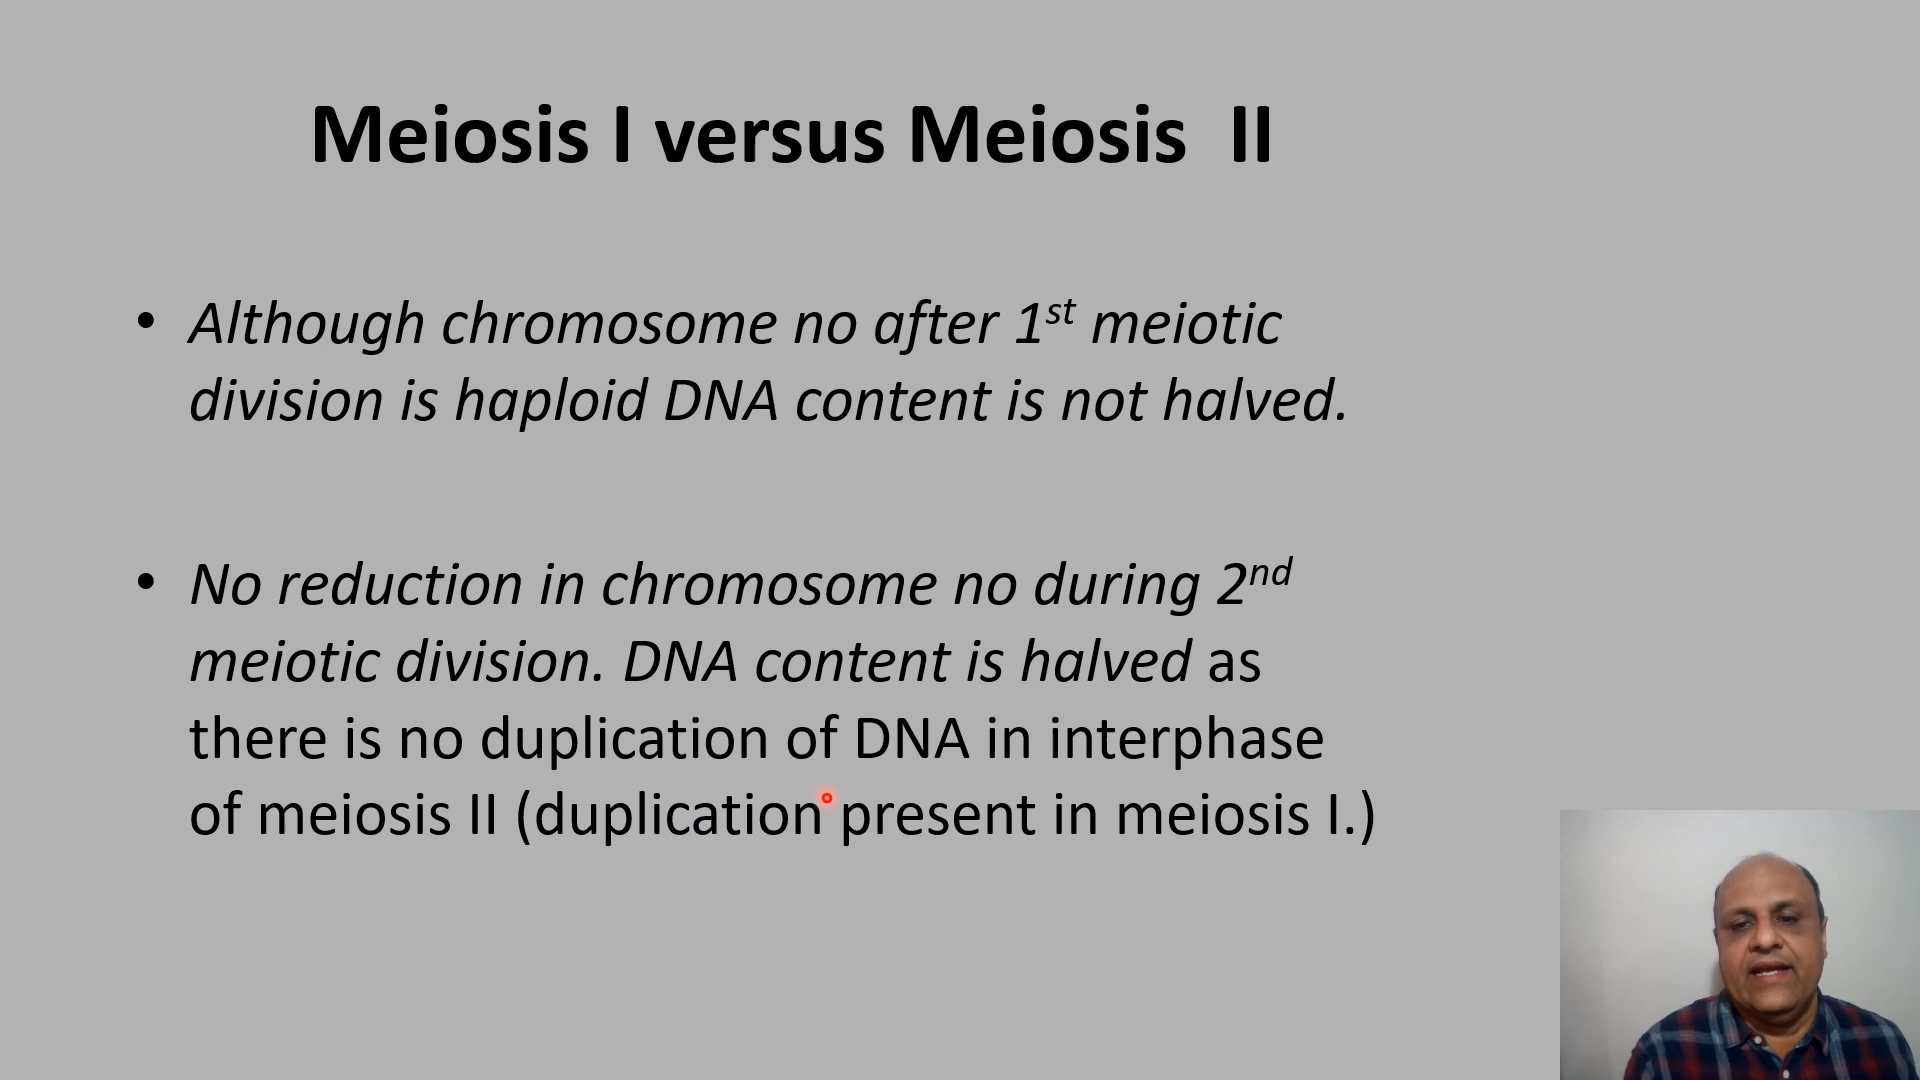 Meiosis I versus Meiosis  II
• Although chromosome no after 1st meiotic
division is haploid DNA content is not halved.
• No reduction in chromosome no during 2nd
meiotic division. DNA content is halved as
there is no duplication of DNA in interphase
of meiosis II (duplication present in meiosis I.)